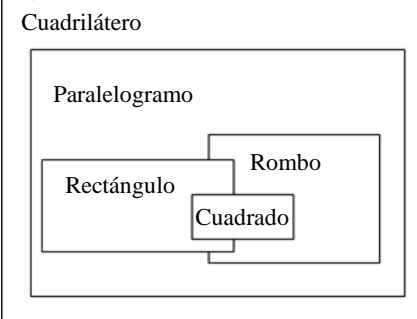 Cuadrilátero
Paralelogramo
Rombo
Rectángulo
Cuadrado